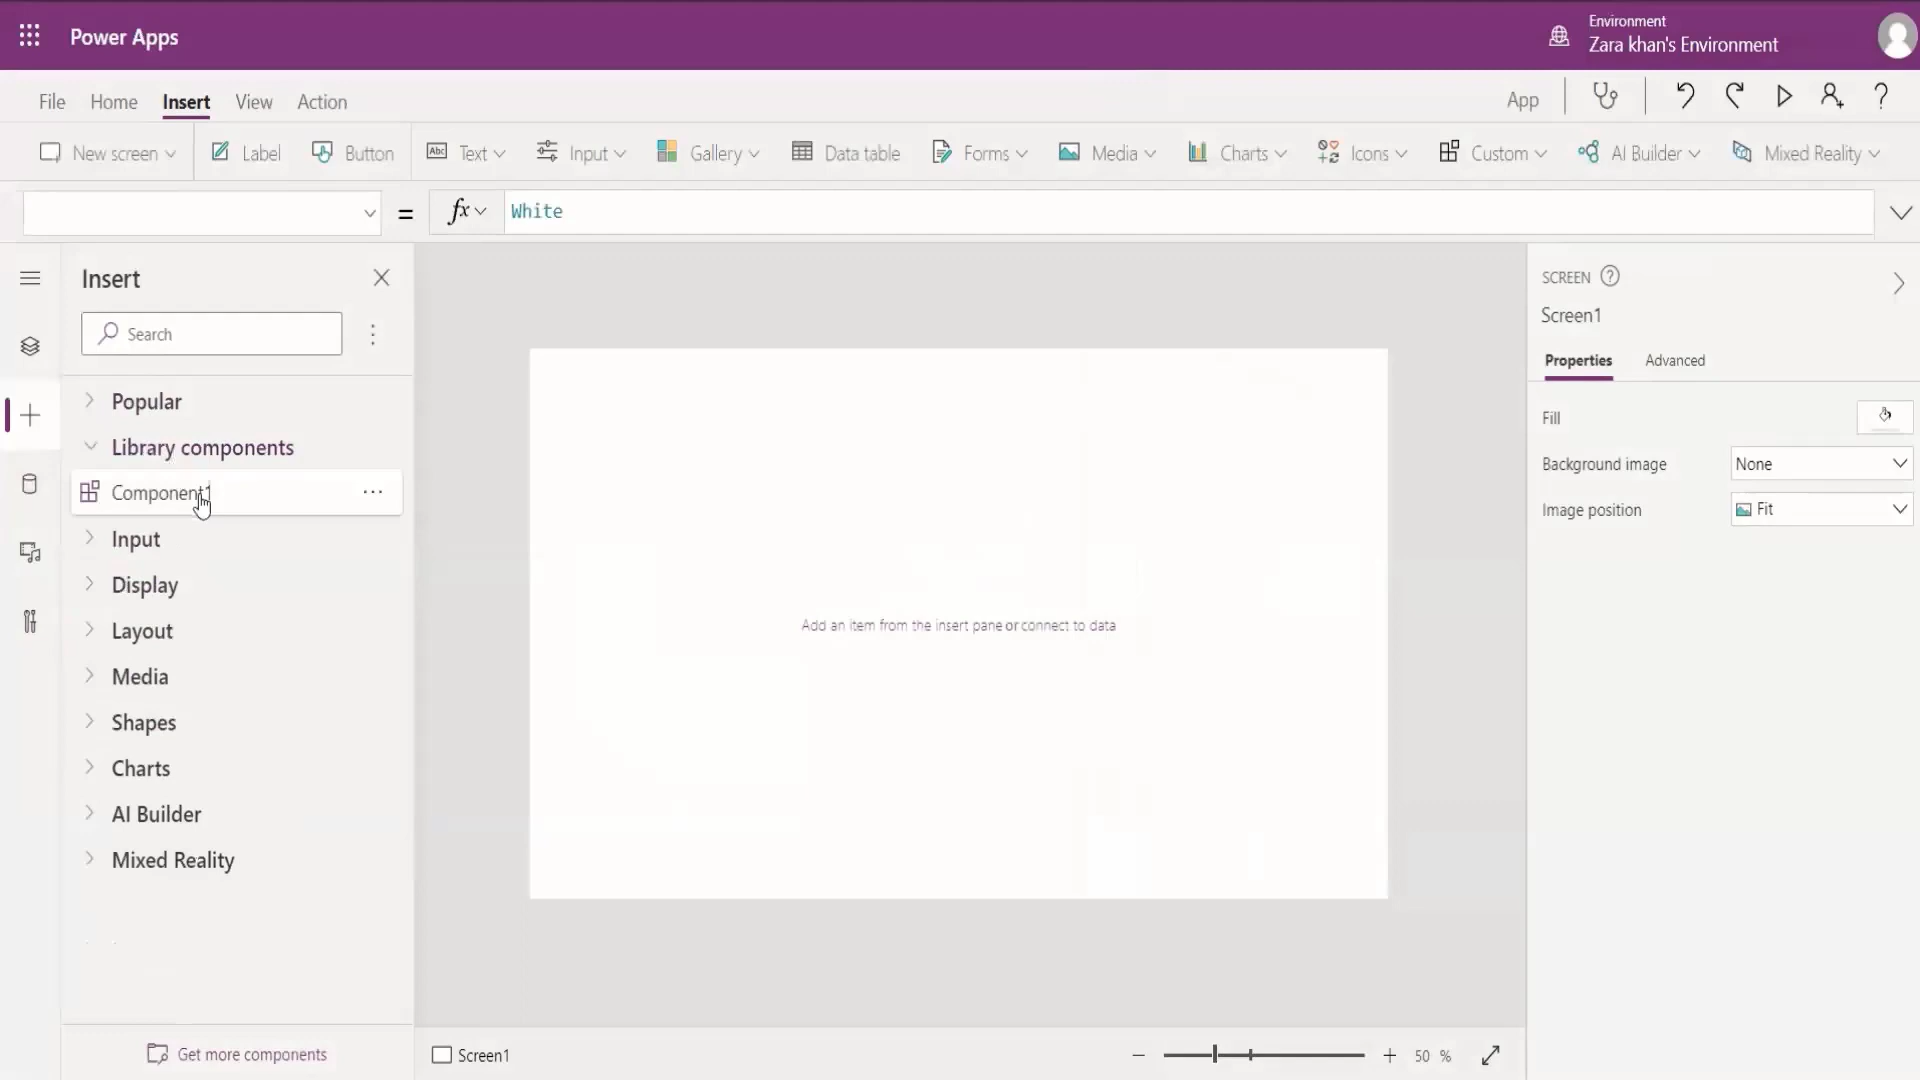 Power Apps
Environment
Zara khan's Environment
File Home Insert View Action
App
New screen Label Button Abc Text Input Gallery Data table Forms Media Charts Icons Custom AI Builder Mixed Reality
= fx White
Insert
Search
Popular
Library components
Component1
Input
Display
Layout
Media
Shapes
Charts
AI Builder
Mixed Reality
Get more components
Add an item from the insert pane or connect to data
Screen1
50 %
SCREEN
Screen1
Properties Advanced
Fill
Background image None
Image position Fit